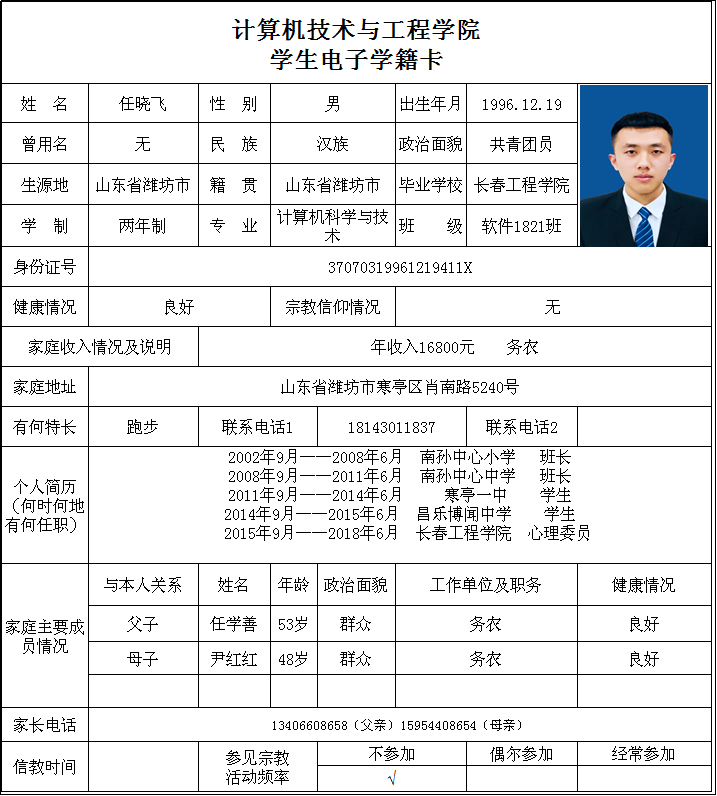 计算机技术与工程学院
学生电子学籍卡
姓 名 任晓飞 性 别 男 出生年月 1996.12.19
曾用名 无 民 族 汉族 政治面貌 共青团员
生源地 山东省潍坊市 籍 贯 山东省潍坊市 毕业学校 长春工程学院
学 制 两年制 专 业 计算机科学与技术 班 级 软件1821班
身份证号 37070319961219411X
健康情况 良好 宗教信仰情况 无
家庭收入情况及说明 年收入16800元 务农
家庭地址 山东省潍坊市寒亭区肖南路5240号
有何特长 跑步 联系电话1 18143011837 联系电话2
个人简历
（何时何地
有何任职）
2002年9月——2008年6月 南孙中心小学 班长
2008年9月——2011年6月 南孙中心中学 班长
2011年9月——2014年6月 寒亭一中 学生
2014年9月——2015年6月 昌乐博闻中学 学生
2015年9月——2018年6月 长春工程学院 心理委员
家庭主要成
员情况
与本人关系 姓名 年龄 政治面貌 工作单位及职务 健康情况
父子 任学善 53岁 群众 务农 良好
母子 尹红红 48岁 群众 务农 良好
家长电话 13406608658（父亲）15954408654（母亲）
信教时间
参见宗教
活动频率
不参加 偶尔参加 经常参加
√